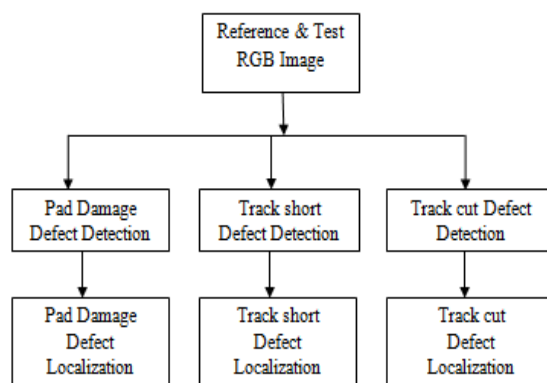 Reference & Test
RGB Image
Pad Damage
Defect Detection
Track short
Defect Detection
Track cut Defect
Detection
Pad Damage
Defect
Localization
Track short
Defect
Localization
Track cut
Defect
Localization